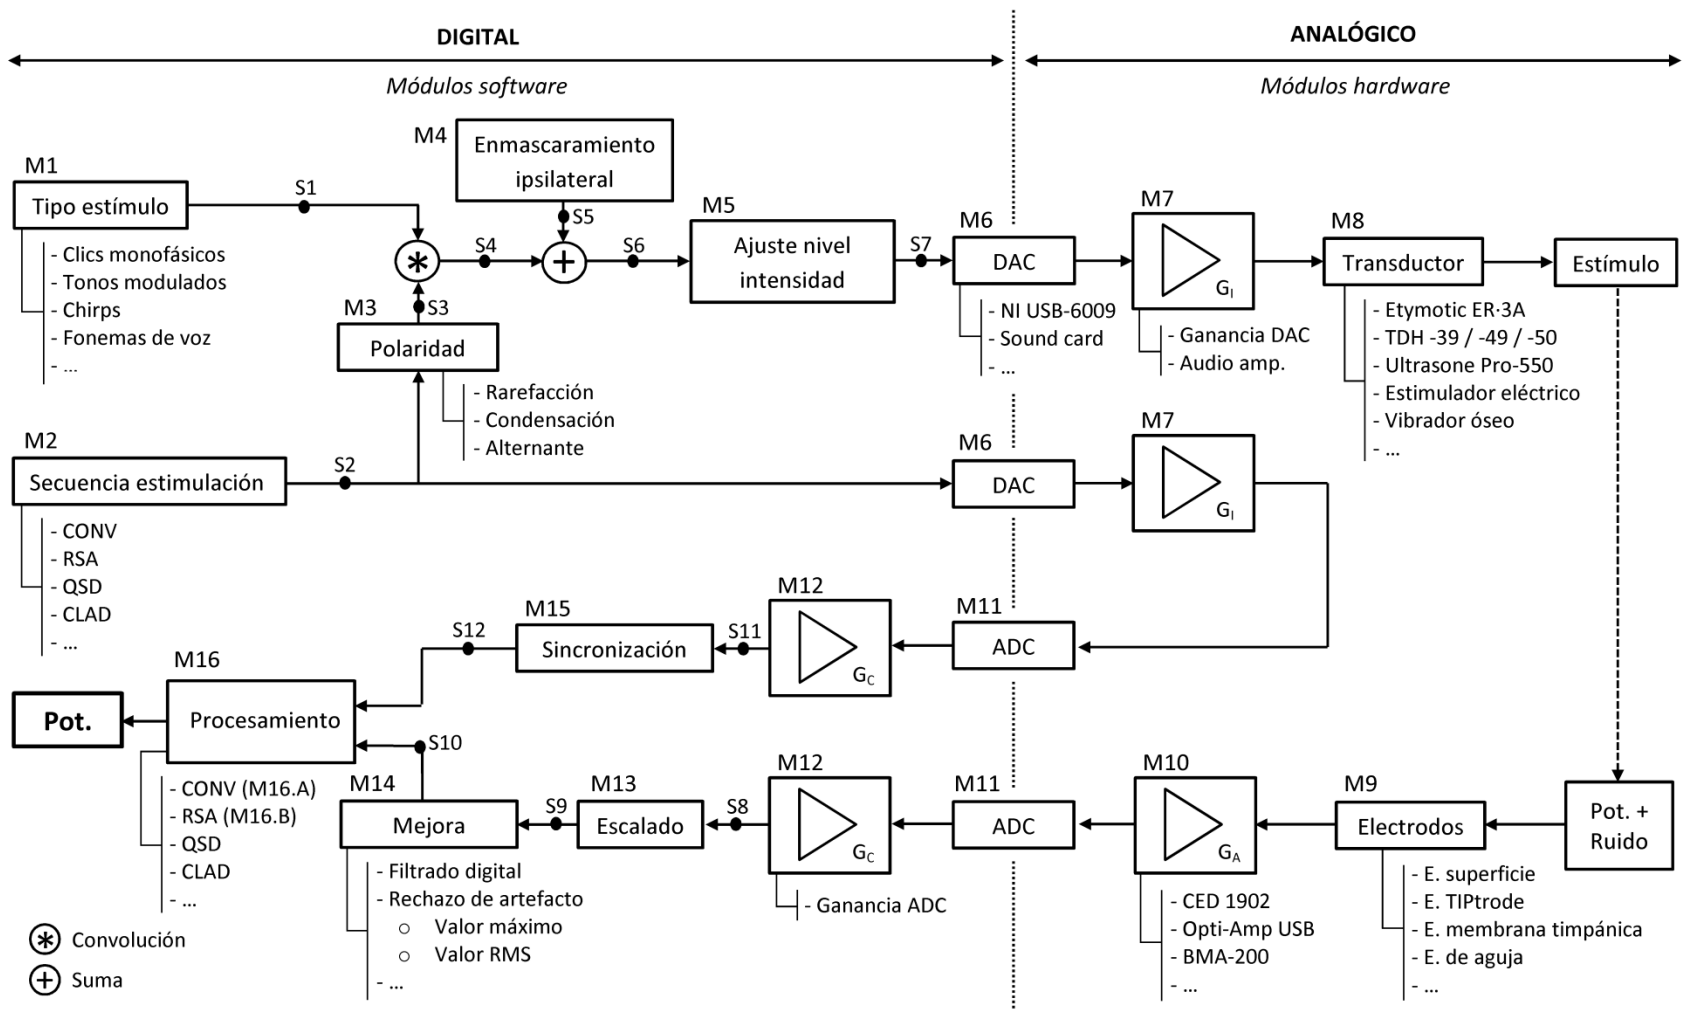 DIGITAL
ANALÓGICO
Módulos software
Módulos hardware
M4
Enmascaramiento
ipsilateral
M1
Tipo estímulo
- Clics monofásicos
- Tonos modulados
- Chirps
- Fonemas de voz
- ...
S1
*
S4
S5
+
S6
M5
Ajuste nivel
intensidad
S7
M6
DAC
- NI USB-6009
- Sound card
- ...
M7
G_I
- Ganancia DAC
- Audio amp.
M8
Transductor
- Etymotic ER·3A
- TDH -39 / -49 / -50
- Ultrasone Pro-550
- Estimulador eléctrico
- Vibrador óseo
- ...
Estímulo
M3
S3
Polaridad
- Rarefacción
- Condensación
- Alternante
M2
Secuencia estimulación
- CONV
- RSA
- QSD
- CLAD
- ...
S2
M6
DAC
M7
G_I
M11
ADC
M12
G_C
S11
M15
Sincronización
S12
M16
Procesamiento
- CONV (M16.A)
- RSA (M16.B)
- QSD
- CLAD
- ...
Pot.
S10
M14
Mejora
- Filtrado digital
- Rechazo de artefacto
o Valor máximo
o Valor RMS
- ...
S9
M13
Escalado
S8
M12
G_C
- Ganancia ADC
M11
ADC
M10
G_A
- CED 1902
- Opti-Amp USB
- BMA-200
- ...
M9
Electrodos
- E. superficie
- E. TIPtrode
- E. membrana timpánica
- E. de aguja
- ...
Pot. +
Ruido
* Convolución
+ Suma